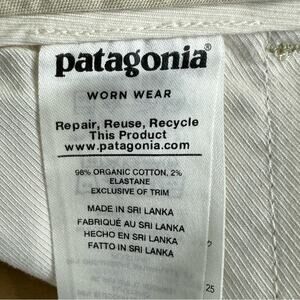 patagonia®
WORN WEAR
Repair, Reuse, Recycle
This Product
www.patagonia.com
98% ORGANIC COTTON, 2%
ELASTANE
EXCLUSIVE OF TRIM
MADE IN SRI LANKA
FABRIQUÉ AU SRI LANKA
HECHO EN SRI LANKA
FATTO IN SRI LANKA
25